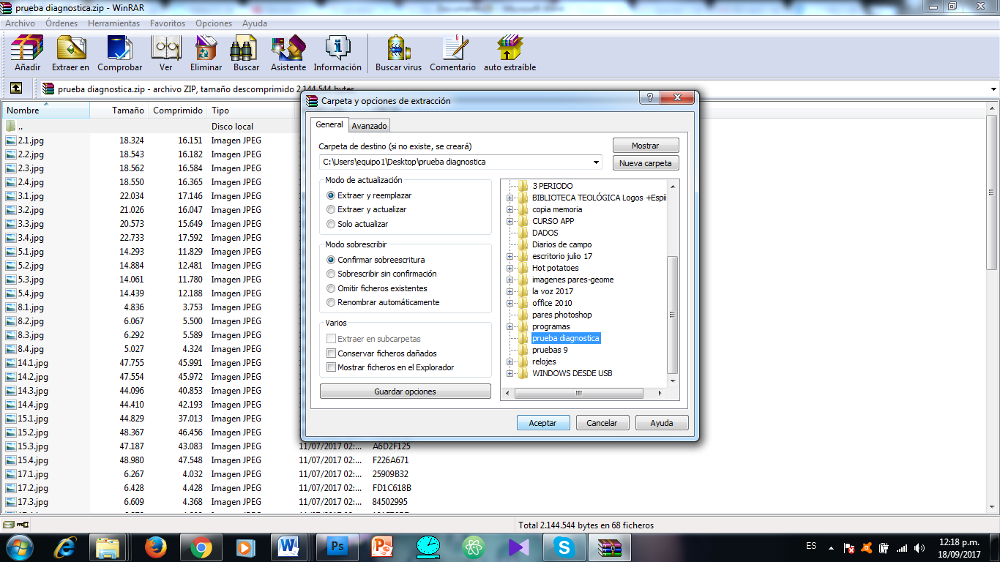 prueba diagnostica.zip - WinRAR
Archivo Órdenes Herramientas Favoritos Opciones Ayuda
Añadir Extraer en Comprobar Ver Eliminar Buscar Asistente Información Buscar virus Comentario auto extraíble
prueba diagnostica.zip - archivo ZIP, tamaño descomprimido 2.144.544 bytes
Nombre Tamaño Comprimido Tipo
.. Disco local
2.1.jpg 18.324 16.151 Imagen JPEG
2.2.jpg 18.543 16.182 Imagen JPEG
2.3.jpg 18.562 16.584 Imagen JPEG
2.4.jpg 18.550 16.365 Imagen JPEG
3.1.jpg 22.034 17.146 Imagen JPEG
3.2.jpg 21.026 16.047 Imagen JPEG
3.3.jpg 20.573 15.649 Imagen JPEG
3.4.jpg 22.733 17.592 Imagen JPEG
5.1.jpg 14.293 11.829 Imagen JPEG
5.2.jpg 14.884 12.481 Imagen JPEG
5.3.jpg 14.061 11.780 Imagen JPEG
5.4.jpg 14.439 12.188 Imagen JPEG
8.1.jpg 4.836 3.753 Imagen JPEG
8.2.jpg 6.067 5.500 Imagen JPEG
8.3.jpg 6.292 5.589 Imagen JPEG
8.4.jpg 5.027 4.324 Imagen JPEG
14.1.jpg 47.755 45.991 Imagen JPEG
14.2.jpg 47.554 45.972 Imagen JPEG
14.3.jpg 44.096 40.853 Imagen JPEG
14.4.jpg 44.410 42.193 Imagen JPEG
15.1.jpg 44.829 37.013 Imagen JPEG
15.2.jpg 48.367 46.456 Imagen JPEG
15.3.jpg 47.187 43.083 Imagen JPEG 11/07/2017 02:... A6D2F125
15.4.jpg 48.980 47.548 Imagen JPEG 11/07/2017 02:... F226A671
17.1.jpg 6.267 4.032 Imagen JPEG 11/07/2017 02:... 25909B32
17.2.jpg 6.428 4.428 Imagen JPEG 11/07/2017 02:... FD1C618B
17.3.jpg 6.609 4.368 Imagen JPEG 11/07/2017 02:... 84502995
Carpeta y opciones de extracción
General Avanzado
Carpeta de destino (si no existe, se creará)
C:\Users\equipo1\Desktop\prueba diagnostica
Mostrar
Nueva carpeta
Modo de actualización
Extraer y reemplazar
Extraer y actualizar
Solo actualizar
Modo sobrescribir
Confirmar sobreescritura
Sobrescribir sin confirmación
Omitir ficheros existentes
Renombrar automáticamente
Varios
Extraer en subcarpetas
Conservar ficheros dañados
Mostrar ficheros en el Explorador
Guardar opciones
3 PERIODO
BIBLIOTECA TEOLÓGICA Logos +Espí
copia memoria
CURSO APP
DADOS
Diarios de campo
escritorio julio 17
Hot potatoes
imagenes pares-geome
la voz 2017
office 2010
pares photoshop
programas
prueba diagnostica
pruebas 9
relojes
WINDOWS DESDE USB
Aceptar Cancelar Ayuda
Total 2.144.544 bytes en 68 ficheros
ES
12:18 p.m.
18/09/2017